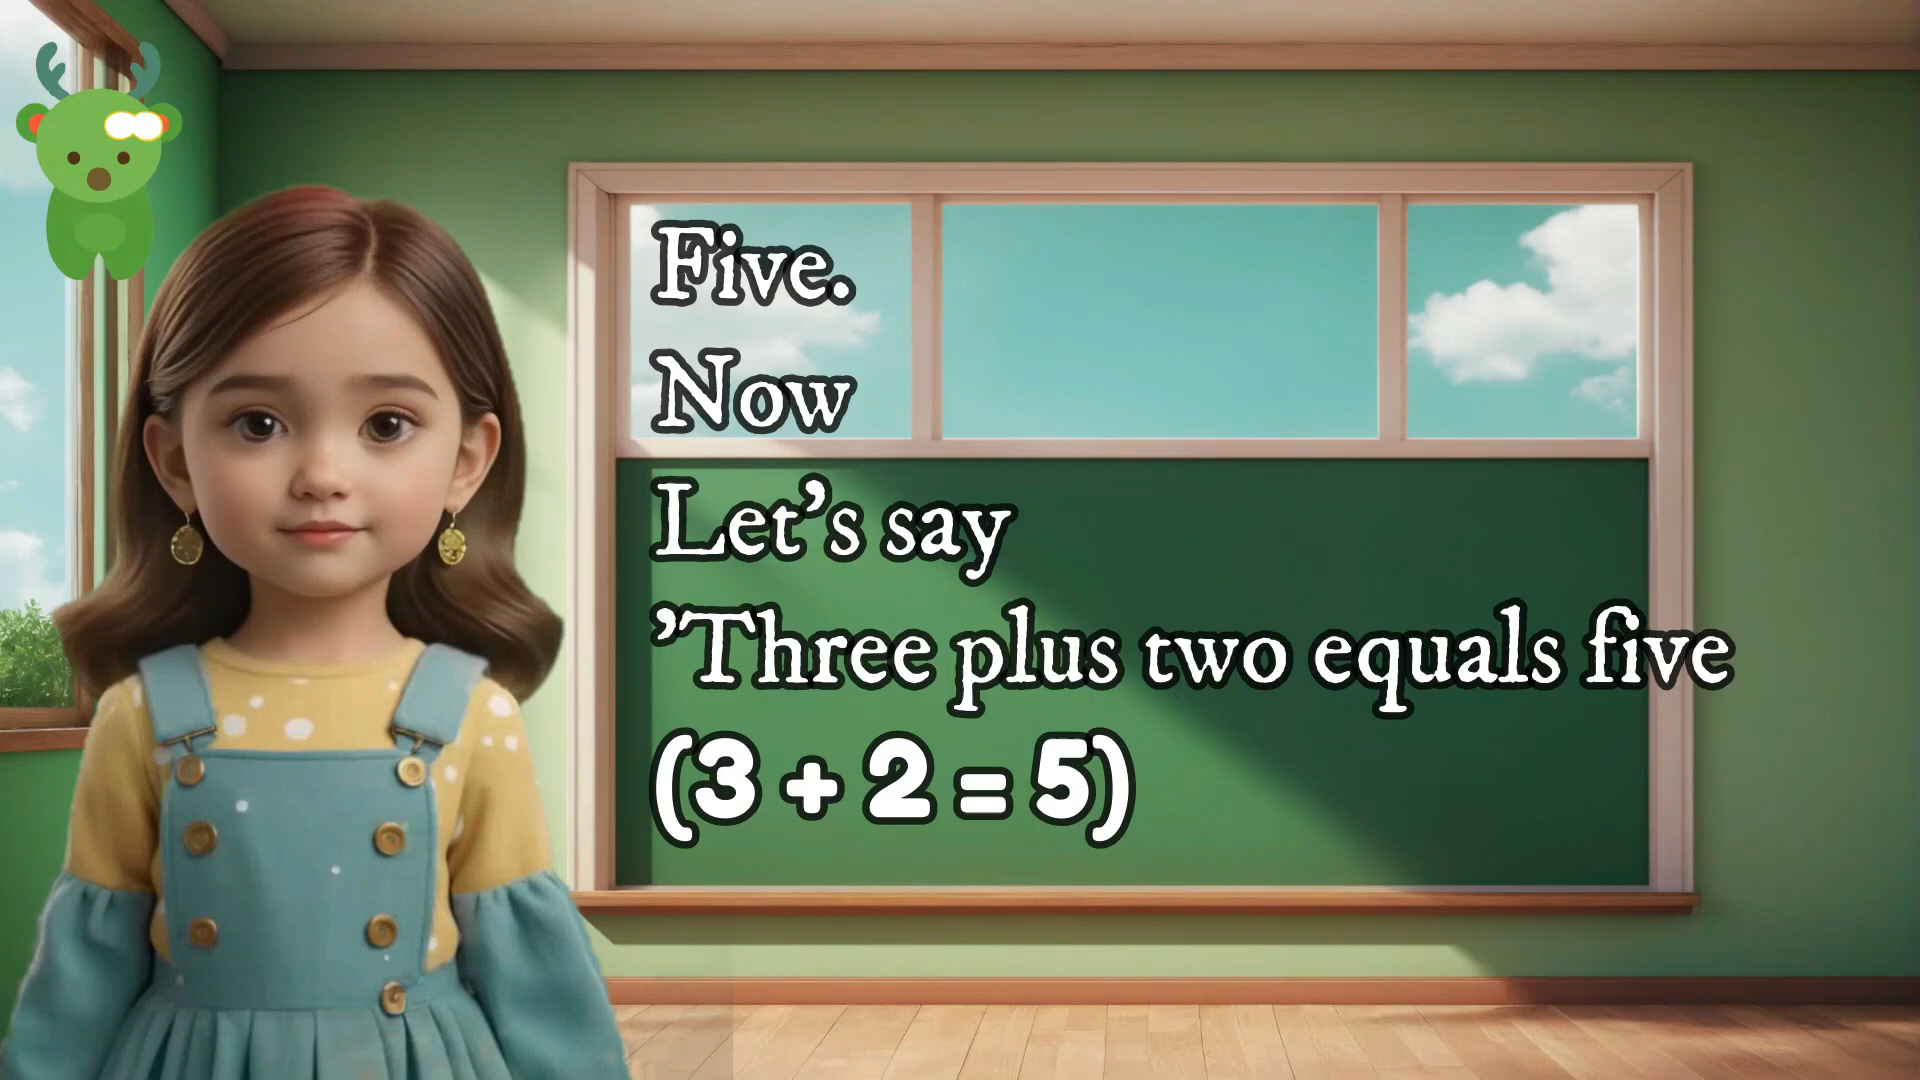 Five.
Now
Let's say
'Three plus two equals five
(3 + 2 = 5)